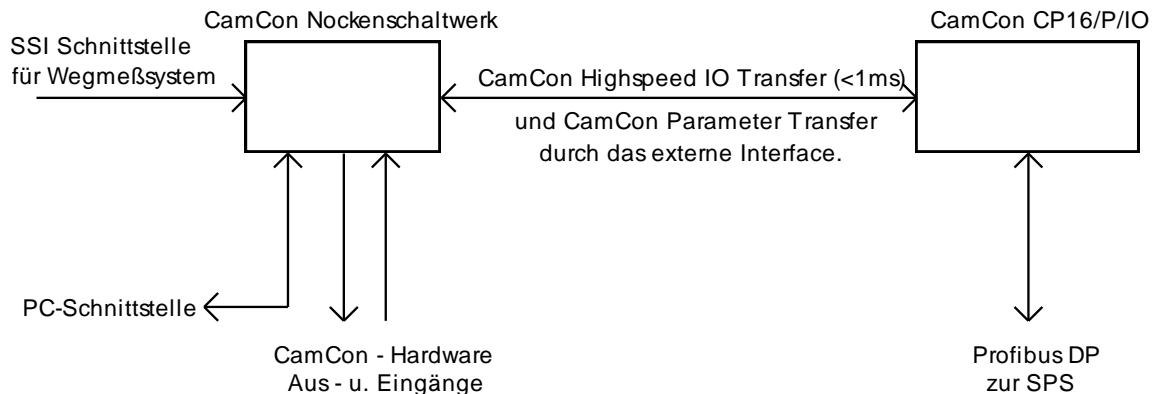 CamCon Nockenschaltwerk
CamCon CP16/P/IO
SSI Schnittstelle
für Wegmeßsystem
CamCon Highspeed IO Transfer (<1ms)
und CamCon Parameter Transfer
durch das externe Interface.
PC-Schnittstelle
CamCon - Hardware
Aus - u. Eingänge
Profibus DP
zur SPS